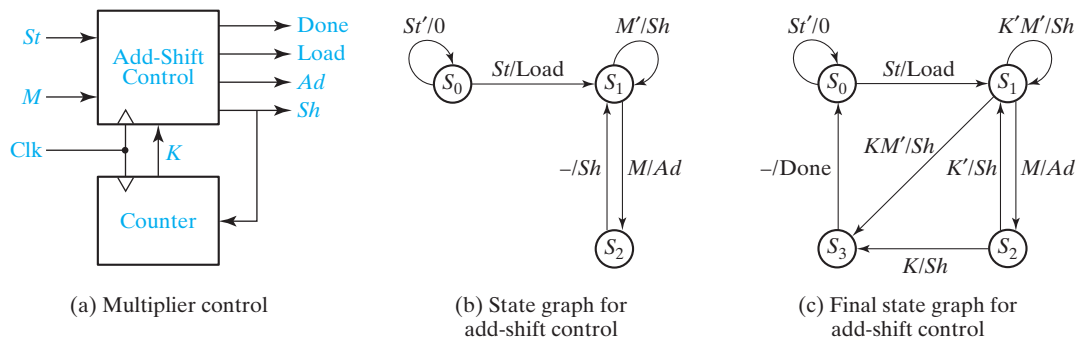 St
M
Clk
Add-Shift
Control
Done
Load
Ad
Sh
K
Counter
(a) Multiplier control
St′/0
S0
St/Load
M′/Sh
S1
–/Sh
M/Ad
S2
(b) State graph for
add-shift control
St′/0
S0
St/Load
K′M′/Sh
S1
KM′/Sh
–/Done
K′/Sh
M/Ad
S3
K/Sh
S2
(c) Final state graph for
add-shift control